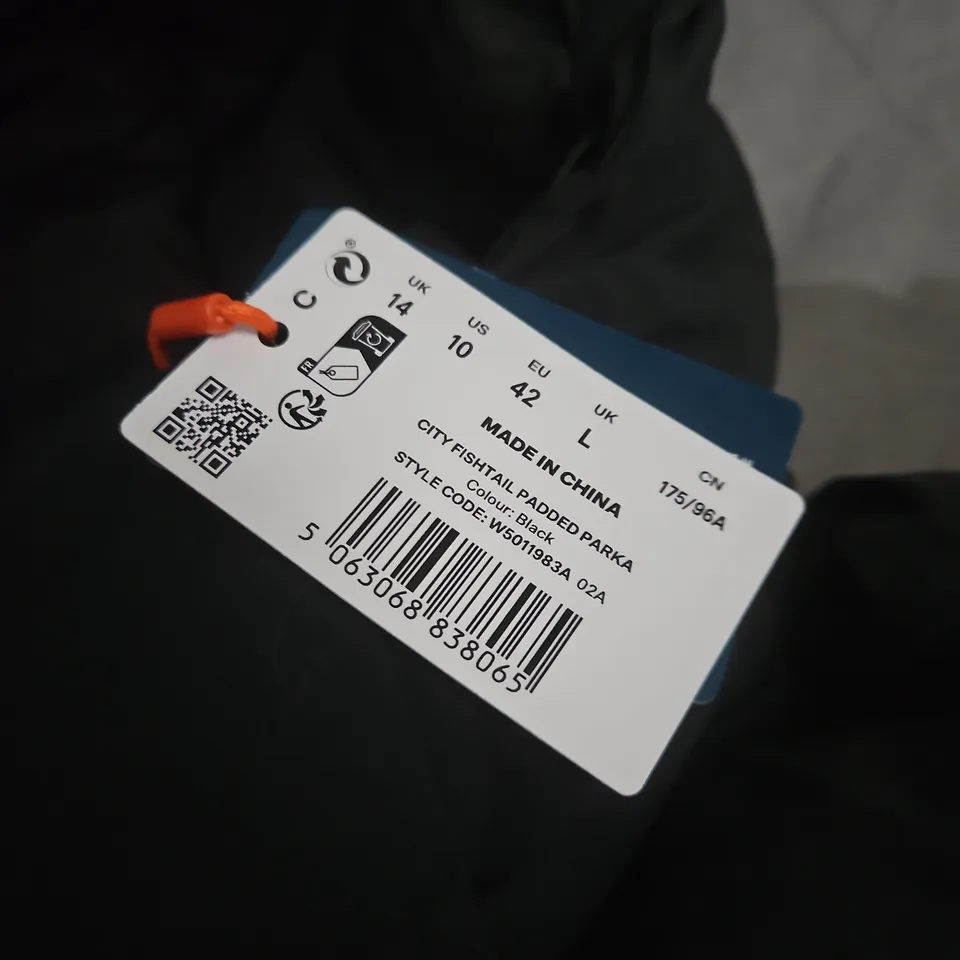 ®
C
FR
UK
14
US
10
EU
42
UK
L
CN
175/96A
MADE IN CHINA
CITY FISHTAIL PADDED PARKA
Colour: Black
STYLE CODE: W5011983A 02A
5 063068 838065